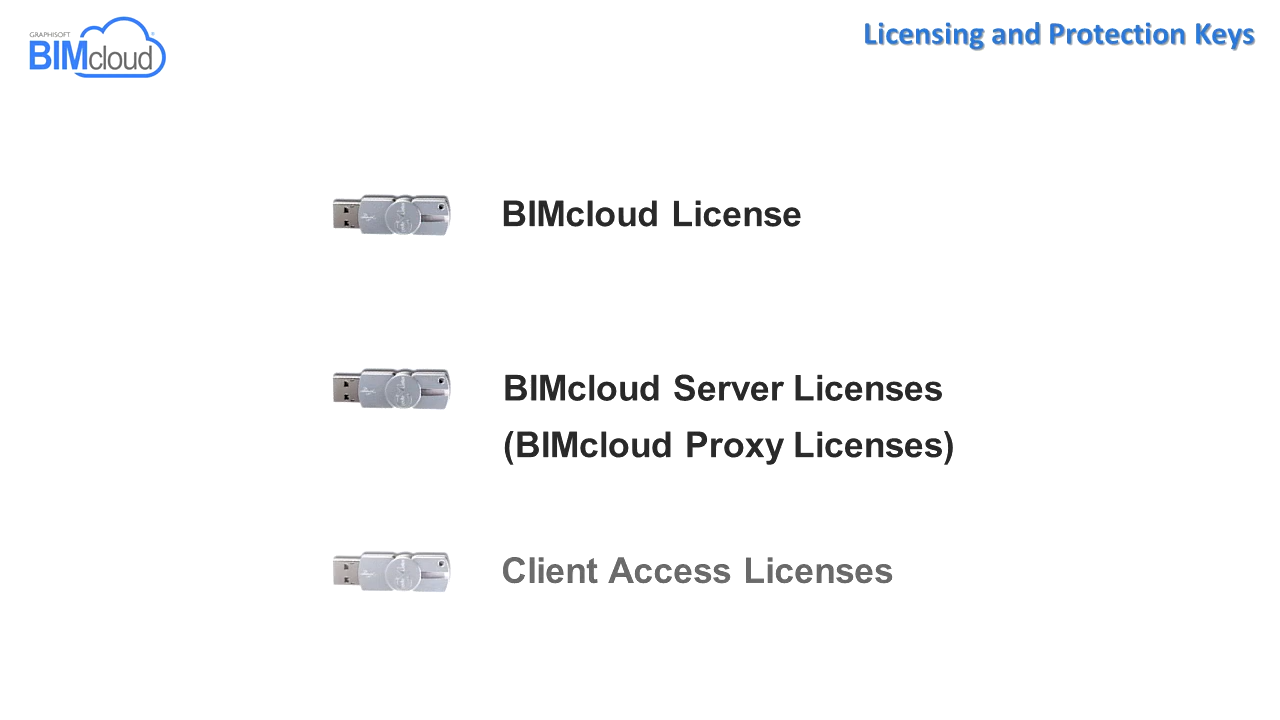 GRAPHISOFT
BIMcloud®
Licensing and Protection Keys
BIMcloud License
BIMcloud Server Licenses
(BIMcloud Proxy Licenses)
Client Access Licenses